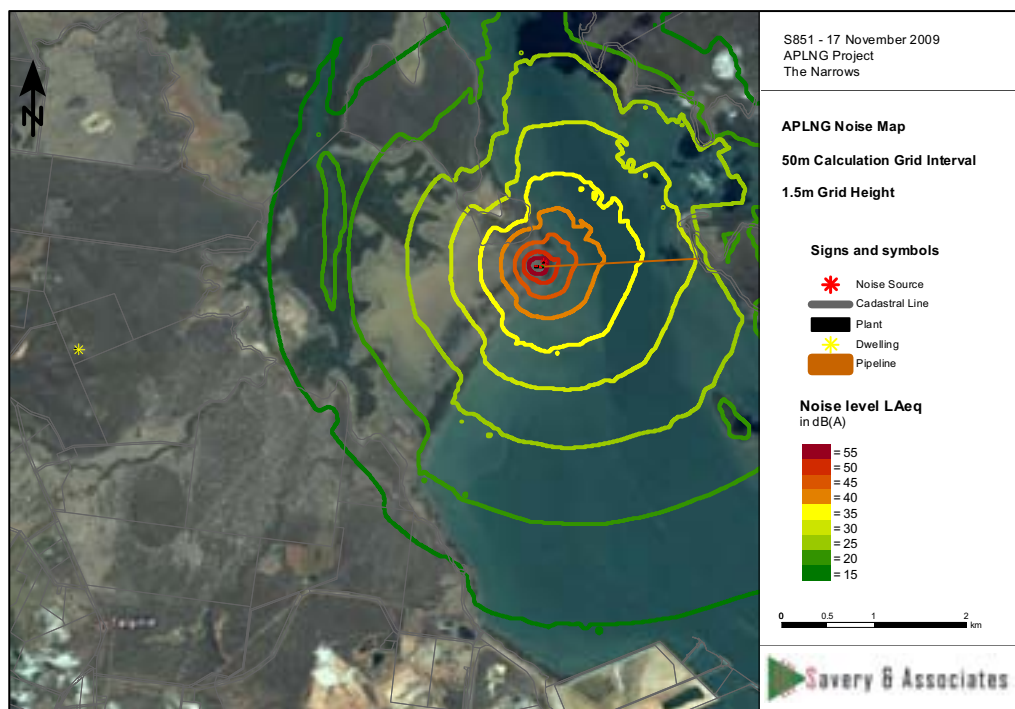 N
S851 - 17 November 2009
APLNG Project
The Narrows
APLNG Noise Map
50m Calculation Grid Interval
1.5m Grid Height
Signs and symbols
Noise Source
Cadastral Line
Plant
Dwelling
Pipeline
Noise level LAeq
in dB(A)
= 55
= 50
= 45
= 40
= 35
= 30
= 25
= 20
= 15
0 0.5 1 2
km
Savery & Associates